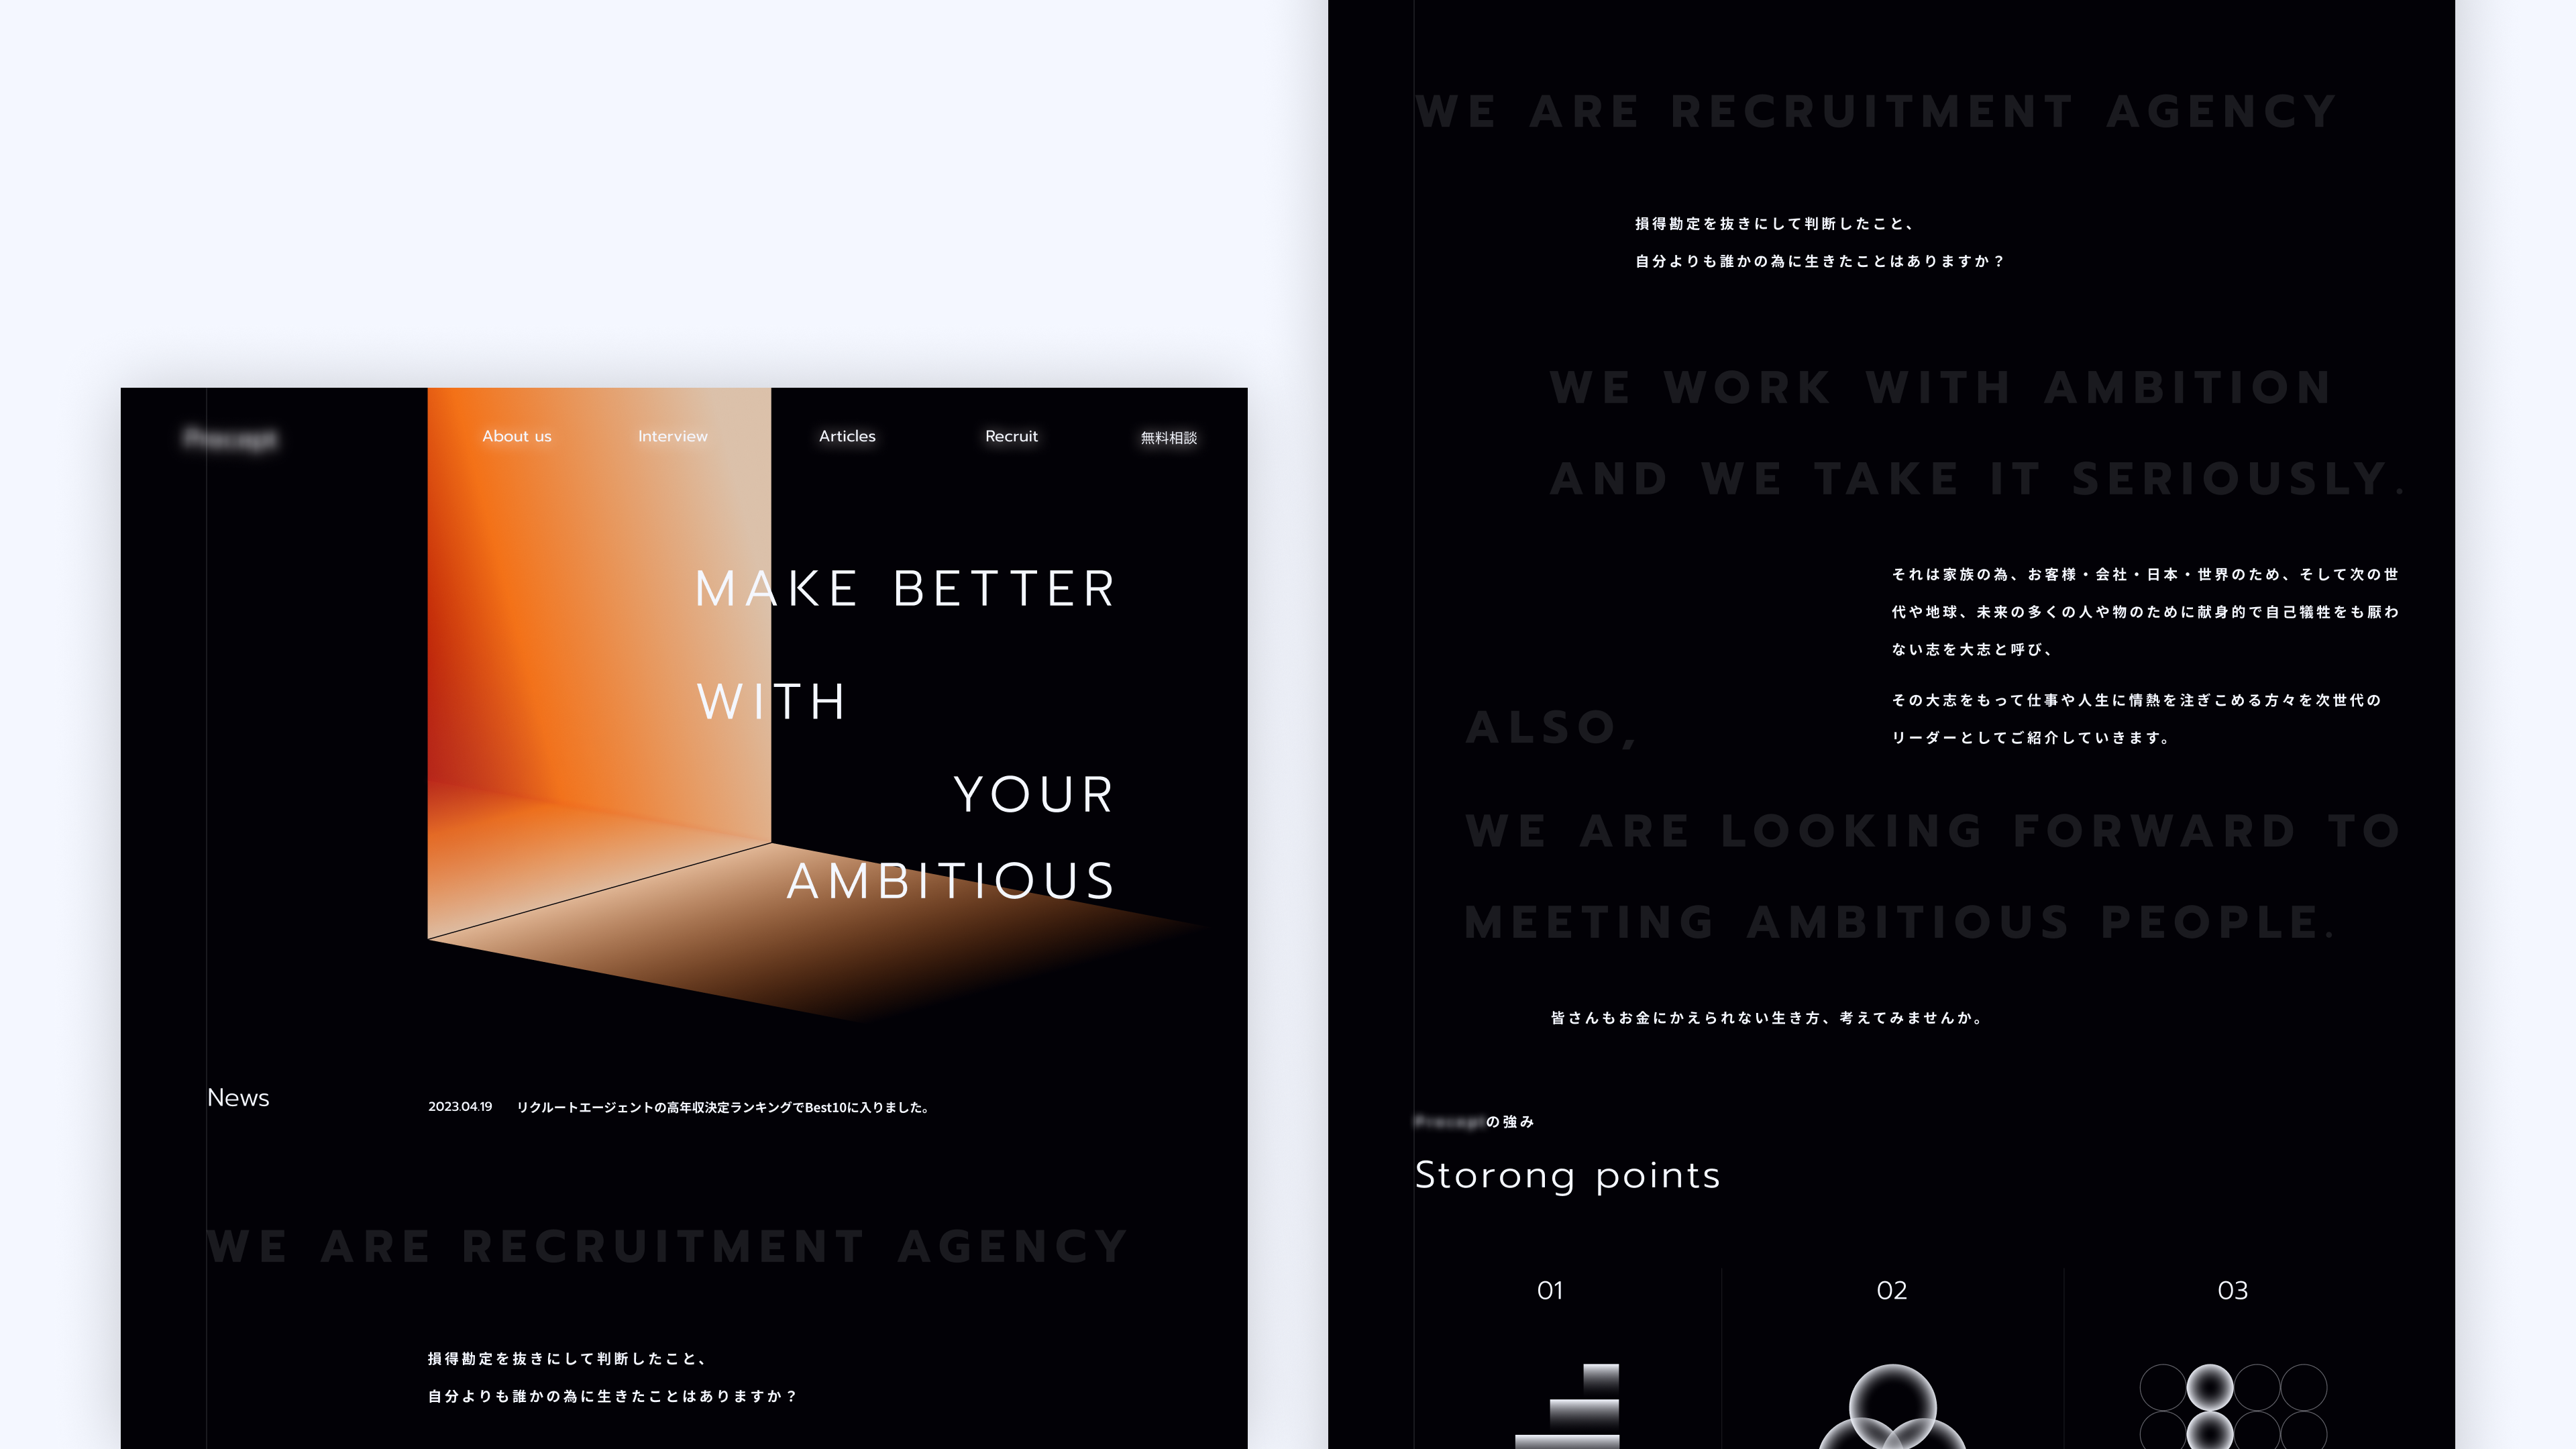 About us
Interview
Articles
Recruit
無料相談
MAKE BETTER
WITH
YOUR
AMBITIOUS
News
2023.04.19 リクルートエージェントの高年収決定ランキングでBest10に入りました。
WE ARE RECRUITMENT AGENCY
損得勘定を抜きにして判断したこと、
自分よりも誰かの為に生きたことはありますか？
WE ARE RECRUITMENT AGENCY
損得勘定を抜きにして判断したこと、
自分よりも誰かの為に生きたことはありますか？
WE WORK WITH AMBITION
AND WE TAKE IT SERIOUSLY.
それは家族の為、お客様・会社・日本・世界のため、そして次の世
代や地球、未来の多くの人や物のために献身的で自己犠牲をも厭わ
ない志を大志と呼び、
その大志をもって仕事や人生に情熱を注ぎこめる方々を次世代の
リーダーとしてご紹介していきます。
ALSO,
WE ARE LOOKING FORWARD TO
MEETING AMBITIOUS PEOPLE.
皆さんもお金にかえられない生き方、考えてみませんか。
の強み
Storong points
01
02
03